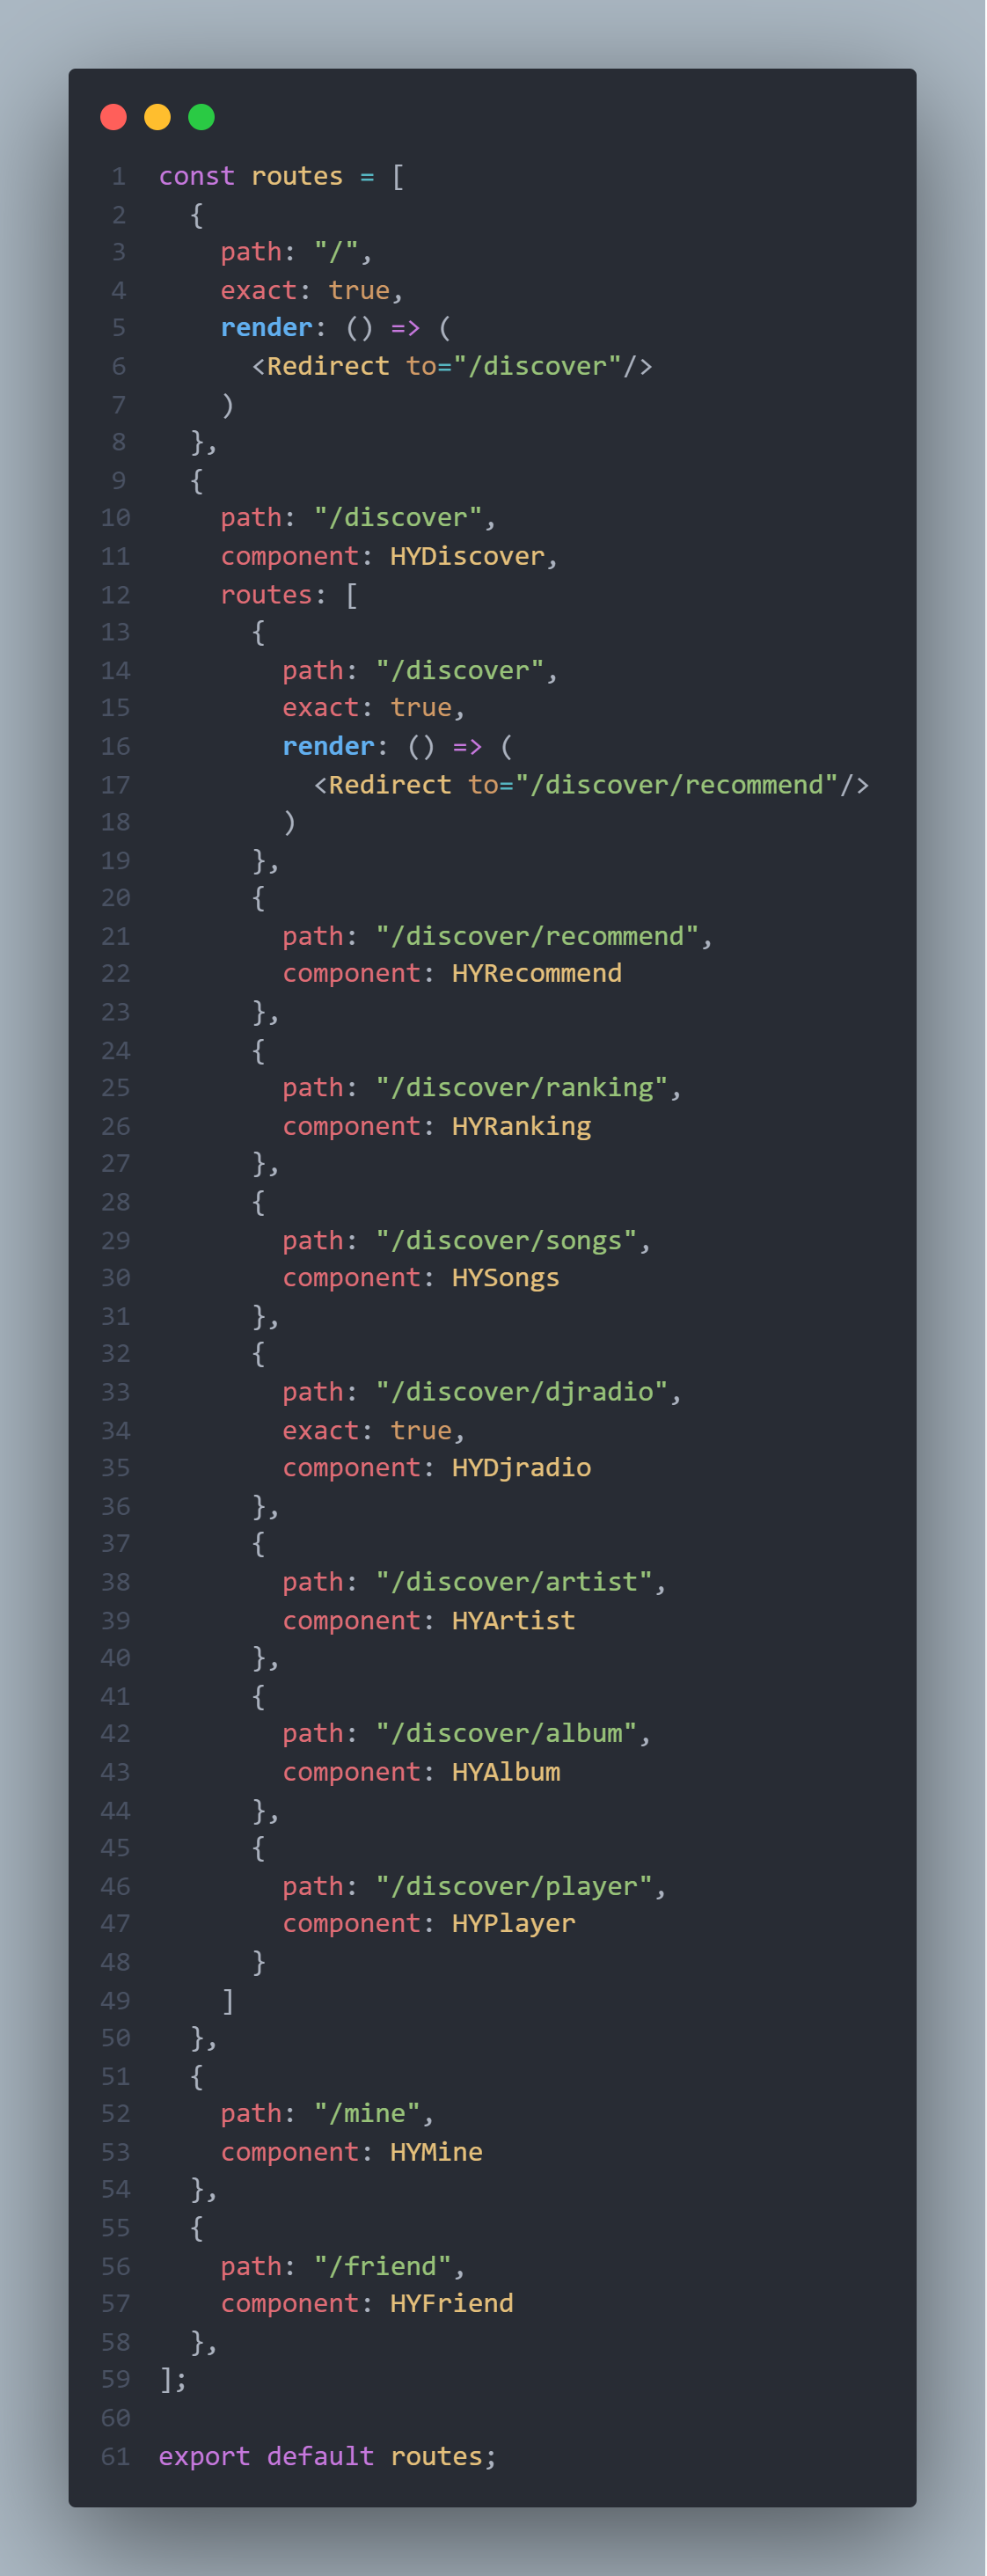 1 const routes = [
2   {
3     path: "/",
4     exact: true,
5     render: () => (
6       <Redirect to="/discover"/>
7     )
8   },
9   {
10     path: "/discover",
11     component: HYDiscover,
12     routes: [
13       {
14         path: "/discover",
15         exact: true,
16         render: () => (
17           <Redirect to="/discover/recommend"/>
18         )
19       },
20       {
21         path: "/discover/recommend",
22         component: HYRecommend
23       },
24       {
25         path: "/discover/ranking",
26         component: HYRanking
27       },
28       {
29         path: "/discover/songs",
30         component: HYSongs
31       },
32       {
33         path: "/discover/djradio",
34         exact: true,
35         component: HYDjradio
36       },
37       {
38         path: "/discover/artist",
39         component: HYArtist
40       },
41       {
42         path: "/discover/album",
43         component: HYAlbum
44       },
45       {
46         path: "/discover/player",
47         component: HYPlayer
48       }
49     ]
50   },
51   {
52     path: "/mine",
53     component: HYMine
54   },
55   {
56     path: "/friend",
57     component: HYFriend
58   },
59 ];
60
61 export default routes;